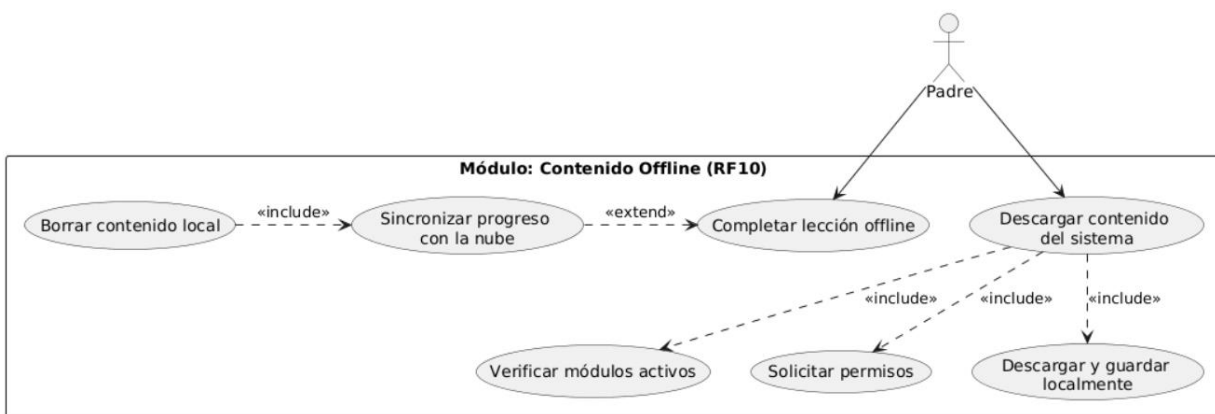 Padre
Módulo: Contenido Offline (RF10)
Borrar contenido local
«include»
Sincronizar progreso
con la nube
«extend»
Completar lección offline
Descargar contenido
del sistema
«include»
«include»
«include»
Verificar módulos activos
Solicitar permisos
Descargar y guardar
localmente